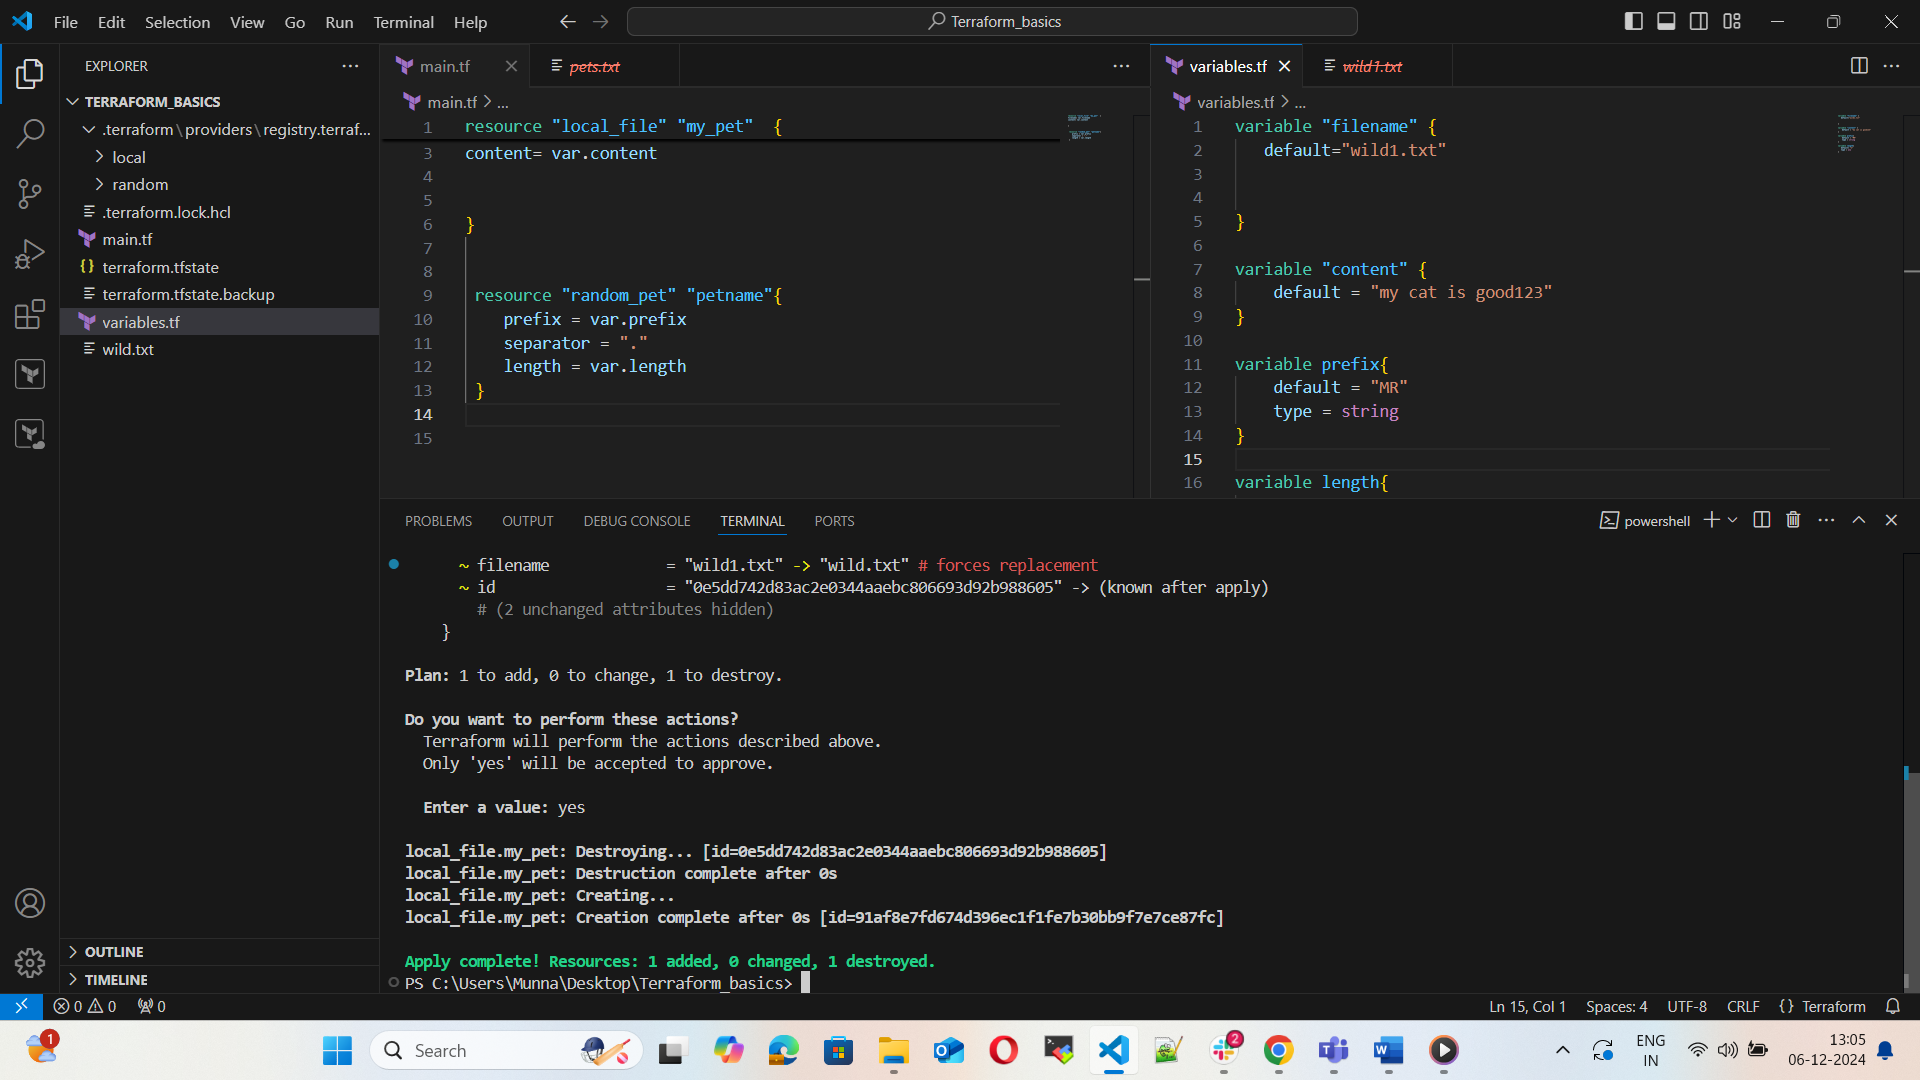 File Edit Selection View Go Run Terminal Help
Terraform_basics
EXPLORER
TERRAFORM_BASICS
.terraform\providers\registry.terraf...
local
random
.terraform.lock.hcl
main.tf
terraform.tfstate
terraform.tfstate.backup
variables.tf
wild.txt
OUTLINE
TIMELINE
main.tf pets.txt
main.tf > ...
1 resource "local_file" "my_pet" {
3 content= var.content
4
5
6 }
7
8
9 resource "random_pet" "petname"{
10 prefix = var.prefix
11 separator = "."
12 length = var.length
13 }
14
15
variables.tf wild1.txt
variables.tf > ...
1 variable "filename" {
2 default="wild1.txt"
3
4
5 }
6
7 variable "content" {
8 default = "my cat is good123"
9 }
10
11 variable prefix{
12 default = "MR"
13 type = string
14 }
15
16 variable length{
PROBLEMS OUTPUT DEBUG CONSOLE TERMINAL PORTS
powershell
~ filename = "wild1.txt" -> "wild.txt" # forces replacement
~ id = "0e5dd742d83ac2e0344aaebc806693d92b988605" -> (known after apply)
# (2 unchanged attributes hidden)
}
Plan: 1 to add, 0 to change, 1 to destroy.
Do you want to perform these actions?
Terraform will perform the actions described above.
Only 'yes' will be accepted to approve.
Enter a value: yes
local_file.my_pet: Destroying... [id=0e5dd742d83ac2e0344aaebc806693d92b988605]
local_file.my_pet: Destruction complete after 0s
local_file.my_pet: Creating...
local_file.my_pet: Creation complete after 0s [id=91af8e7fd674d396ec1f1fe7b30bb9f7e7ce87fc]
Apply complete! Resources: 1 added, 0 changed, 1 destroyed.
PS C:\Users\Munna\Desktop\Terraform_basics>
0 0 0
Ln 15, Col 1 Spaces: 4 UTF-8 CRLF {} Terraform
1
Search
2
ENG
IN
13:05
06-12-2024